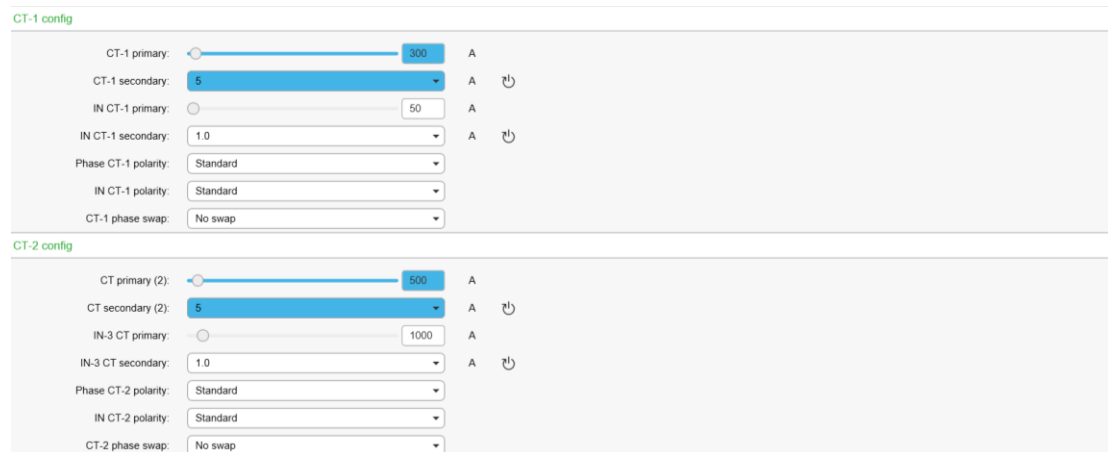 CT-1 config
CT-1 primary: 300 A
CT-1 secondary: 5 A
IN CT-1 primary: 50 A
IN CT-1 secondary: 1.0 A
Phase CT-1 polarity: Standard
IN CT-1 polarity: Standard
CT-1 phase swap: No swap
CT-2 config
CT primary (2): 500 A
CT secondary (2): 5 A
IN-3 CT primary: 1000 A
IN-3 CT secondary: 1.0 A
Phase CT-2 polarity: Standard
IN CT-2 polarity: Standard
CT-2 phase swap: No swap